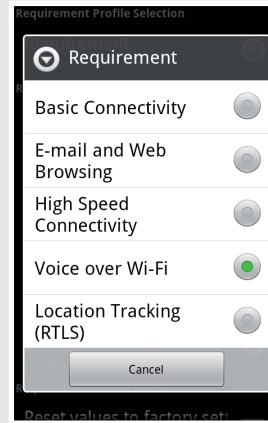 Requirement Profile Selection
Requirement
Basic Connectivity
E-mail and Web
Browsing
High Speed
Connectivity
Voice over Wi-Fi
Location Tracking
(RTLS)
Cancel
Reset values to factory sett